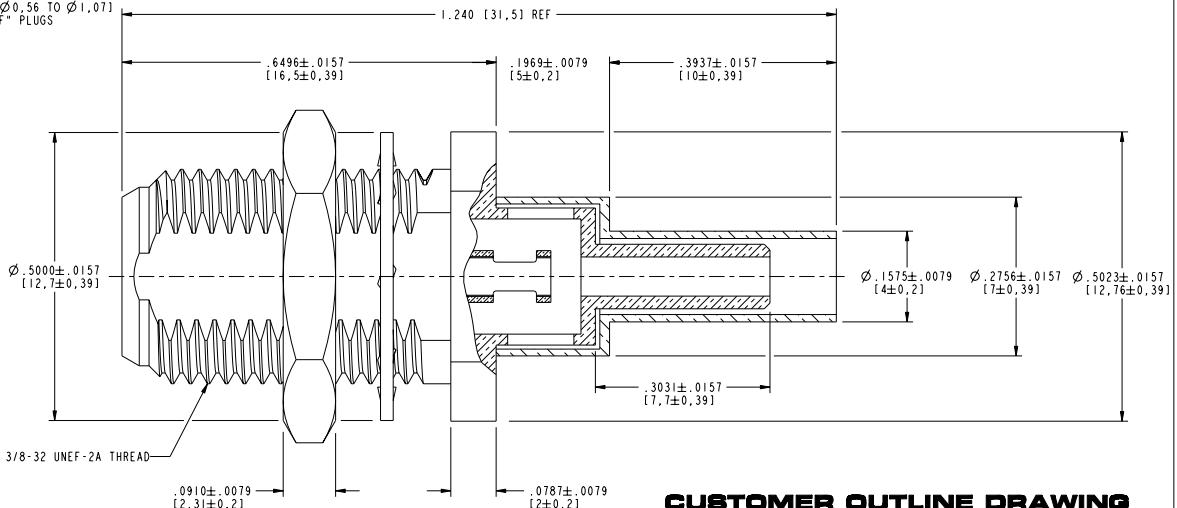 Ø0,56 TO Ø1,07]
F" PLUGS
1.240 [31,5] REF
.6496±.0157
[16,5±0,39]
.1969±.0079
[5±0,2]
.3937±.0157
[10±0,39]
Ø.5000±.0157
[12,7±0,39]
Ø.1575±.0079
[4±0,2]
Ø.2756±.0157
[7±0,39]
Ø.5023±.0157
[12,76±0,39]
.3031±.0157
[7,7±0,39]
3/8-32 UNEF-2A THREAD
.0910±.0079
[2,31±0,2]
.0787±.0079
[2±0,2]
CUSTOMER OUTLINE DRAWING